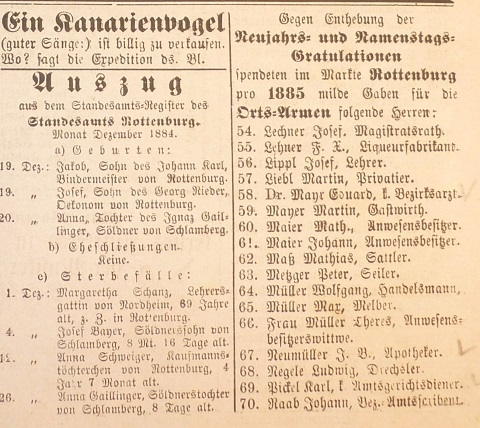 Ein Kanarienvogel
(guter Sänger) ist billig zu verkaufen.
Wo? sagt die Expedition ds. Bl.
Auszug
aus dem Standesamts-Register des
Standesamts Rottenburg.
Monat Dezember 1884.
a) Geburten:
19. Dez.: Jakob, Sohn des Johann Karl,
Bindermeister von Rottenburg.
19. „ Josef, Sohn des Georg Rieder,
Oekonom von Rottenburg.
20. „ Anna, Tochter des Ignaz Gail-
linger, Söldner von Schlamberg.
b) Eheschließungen:
Keine.
c) Sterbefälle:
1. Dez.: Margaretha Schanz, Lehrers-
gattin von Nordheim, 69 Jahre
alt, z. Z. in Rottenburg.
4. „ Josef Bayer, Söldnerssohn von
Schlamberg, 8 Mt. 16 Tage alt.
„ Anna Schweiger, Kaufmanns-
töchterchen von Rottenburg, 4
Jahr 7 Monat alt.
26. „ Anna Gaillinger, Söldnerstochter
von Schlamberg, 8 Tage alt.
Gegen Enthebung der
Neujahrs- und Namenstags-
Gratulationen
spendeten im Markte Rottenburg
pro 1885 milde Gaben für die
Orts-Armen folgende Herren:
54. Lechner Josef, Magistratsrath.
55. Lehner F. X., Liqueurfabrikant.
56. Lippl Josef, Lehrer.
57. Liebl Martin, Privatier.
58. Dr. Mayr Eduard, k. Bezirksarzt.
59. Mayer Martin, Gastwirth.
60. Maier Math., Anwesensbesitzer.
61. Maier Johann, Anwesensbesitzer.
62. Maß Mathias, Sattler.
63. Metzger Peter, Seiler.
64. Müller Wolfgang, Handelsmann.
65. Müller Max, Melber.
66. Frau Müller Theres, Anwesens-
besitzerswittwe.
67. Neumüller J. B., Apotheker.
68. Negele Ludwig, Drechsler.
69. Pickel Karl, k. Amtsgerichtsdiener.
70. Raab Johann, Bez.-Amtsscribent.